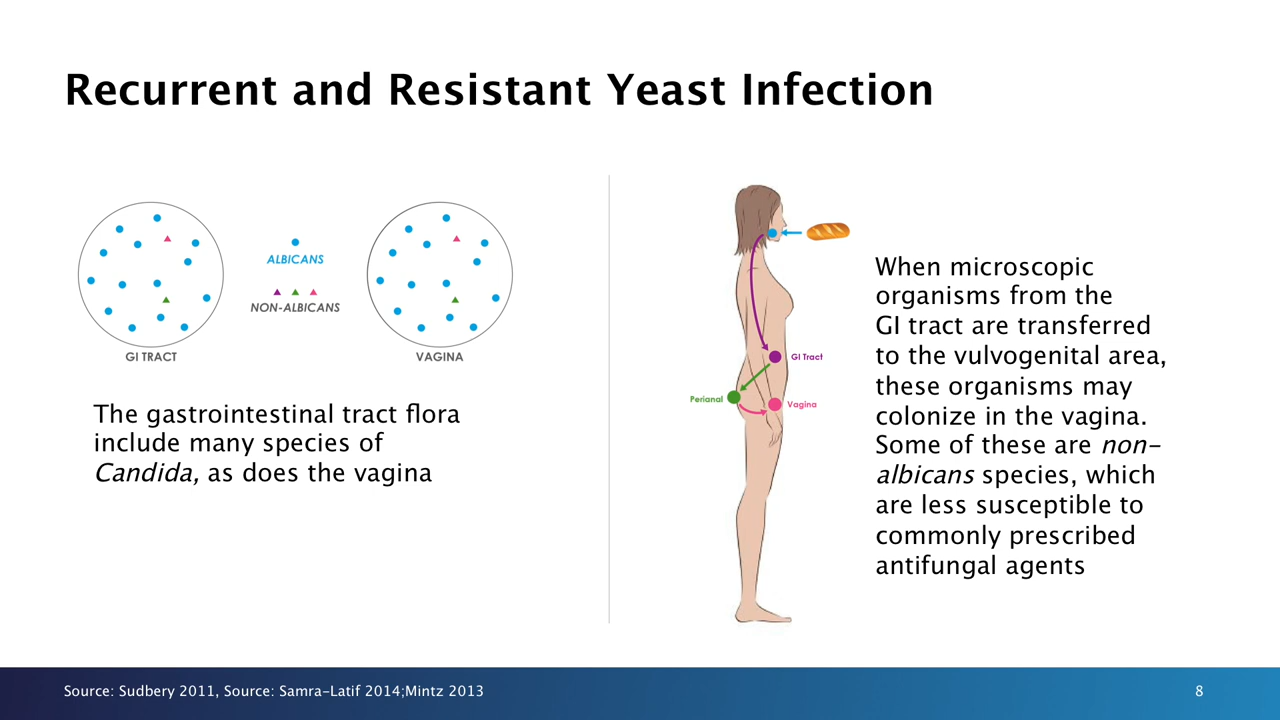 Recurrent and Resistant Yeast Infection
ALBICANS
NON-ALBICANS
GI TRACT
VAGINA
The gastrointestinal tract flora
include many species of
Candida, as does the vagina
GI Tract
Perianal
Vagina
When microscopic
organisms from the
GI tract are transferred
to the vulvogenital area,
these organisms may
colonize in the vagina.
Some of these are non-
albicans species, which
are less susceptible to
commonly prescribed
antifungal agents
Source: Sudbery 2011, Source: Samra-Latif 2014;Mintz 2013
8